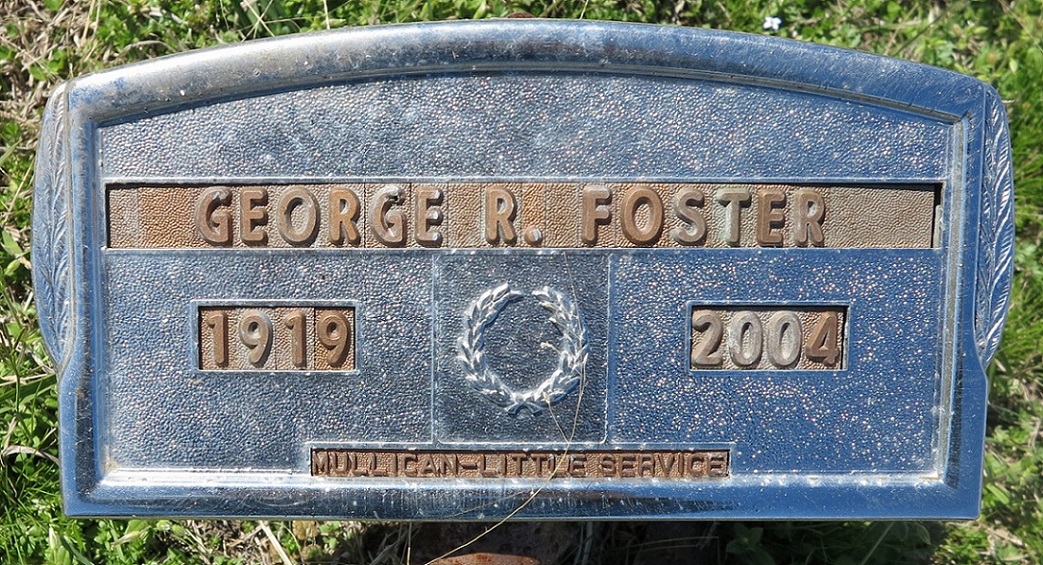 GEORGE R. FOSTER
1919 2004
MULLICAN-LITTLE SERVICE